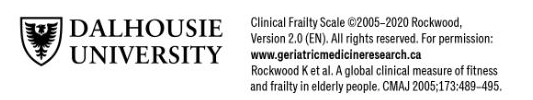 DALHOUSIE
UNIVERSITY
Clinical Frailty Scale ©2005–2020 Rockwood,
Version 2.0 (EN). All rights reserved. For permission:
www.geriatricmedicineresearch.ca
Rockwood K et al. A global clinical measure of fitness
and frailty in elderly people. CMAJ 2005;173:489–495.